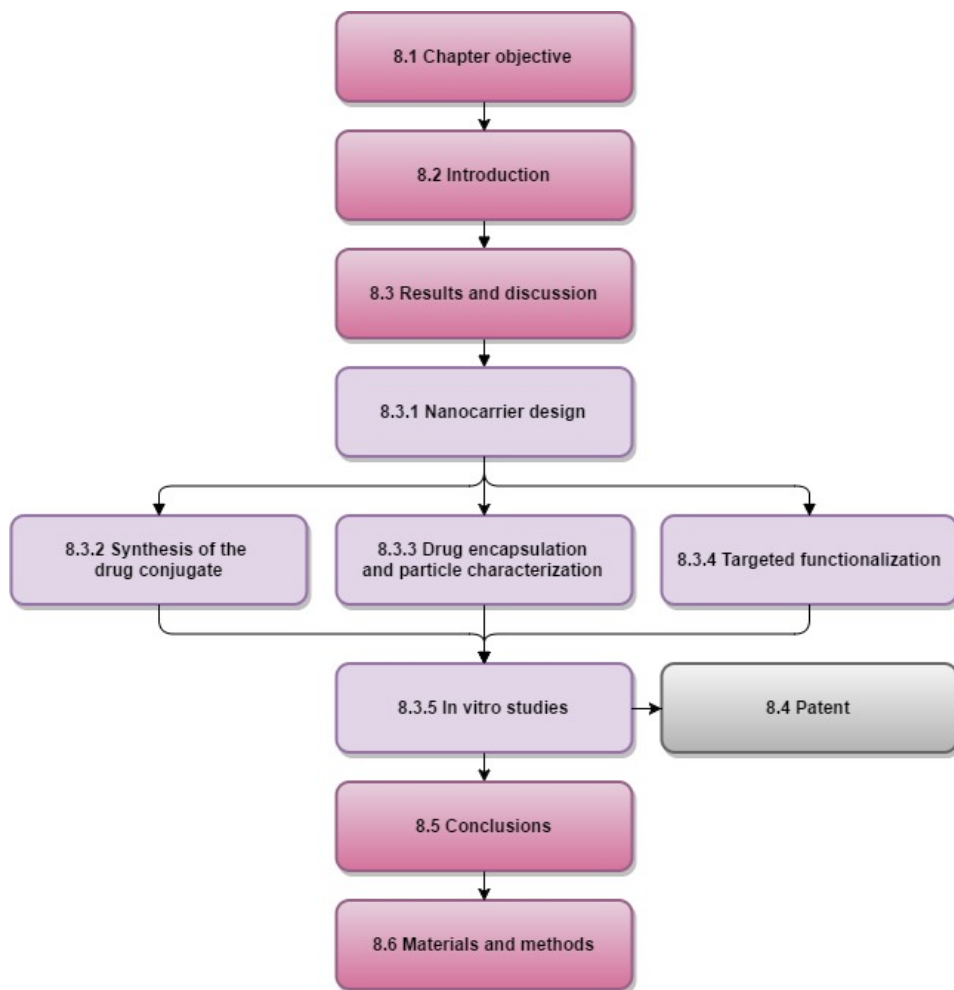 8.1 Chapter objective
8.2 Introduction
8.3 Results and discussion
8.3.1 Nanocarrier design
8.3.2 Synthesis of the
drug conjugate
8.3.3 Drug encapsulation
and particle characterization
8.3.4 Targeted functionalization
8.3.5 In vitro studies
8.4 Patent
8.5 Conclusions
8.6 Materials and methods